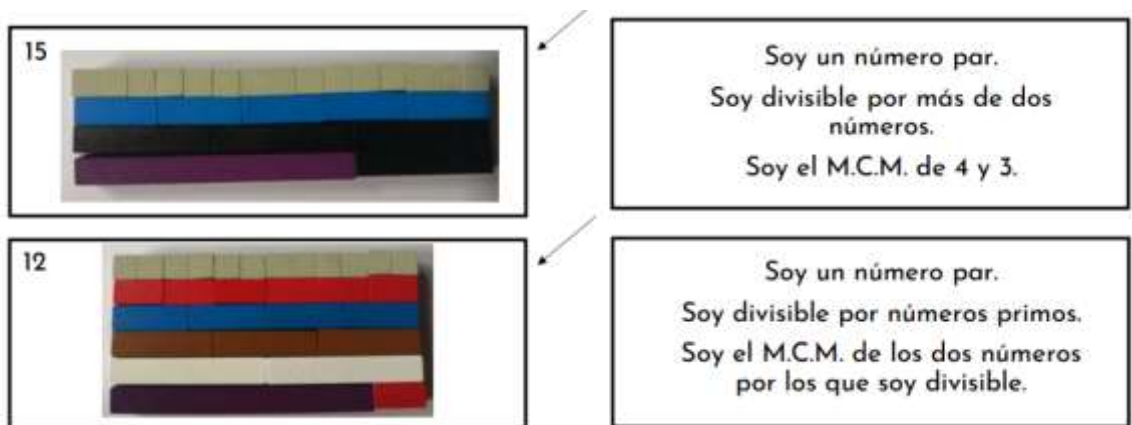 15
Soy un número par.
Soy divisible por más de dos
números.
Soy el M.C.M. de 4 y 3.
12
Soy un número par.
Soy divisible por números primos.
Soy el M.C.M. de los dos números
por los que soy divisible.